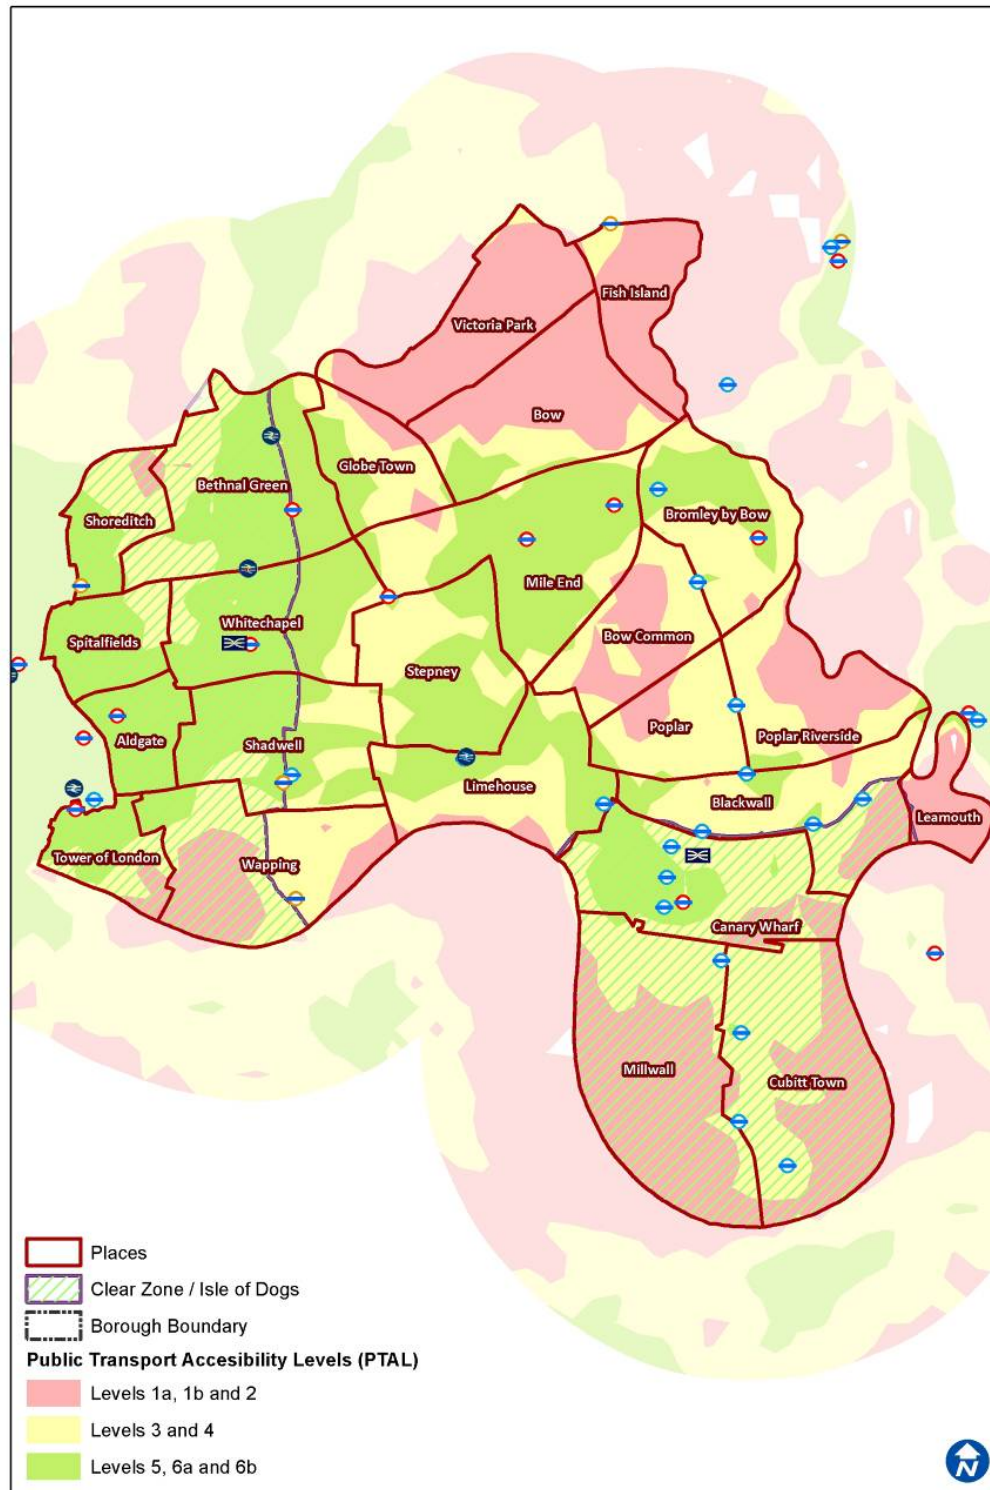 Fish Island
Victoria Park
Bow
Globe Town
Bethnal Green
Shoreditch
Bromley by Bow
Mile End
Whitechapel
Spitalfields
Bow Common
Stepney
Poplar
Poplar Riverside
Aldgate
Shadwell
Limehouse
Blackwall
Leamouth
Tower of London
Wapping
Canary Wharf
Millwall
Cubitt Town
Places
Clear Zone / Isle of Dogs
Borough Boundary
Public Transport Accesibility Levels (PTAL)
Levels 1a, 1b and 2
Levels 3 and 4
Levels 5, 6a and 6b
N